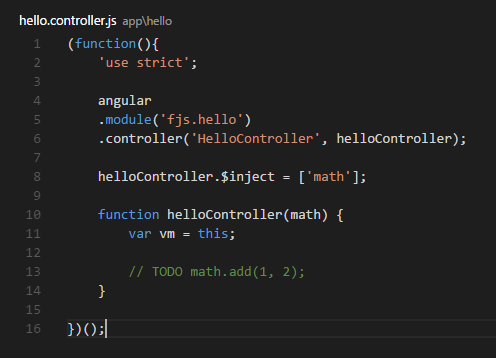 hello.controller.js app\hello
1 (function(){
2 'use strict';
3
4 angular
5 .module('fjs.hello')
6 .controller('HelloController', helloController);
7
8 helloController.$inject = ['math'];
9
10 function helloController(math) {
11 var vm = this;
12
13 // TODO math.add(1, 2);
14 }
15
16 })();